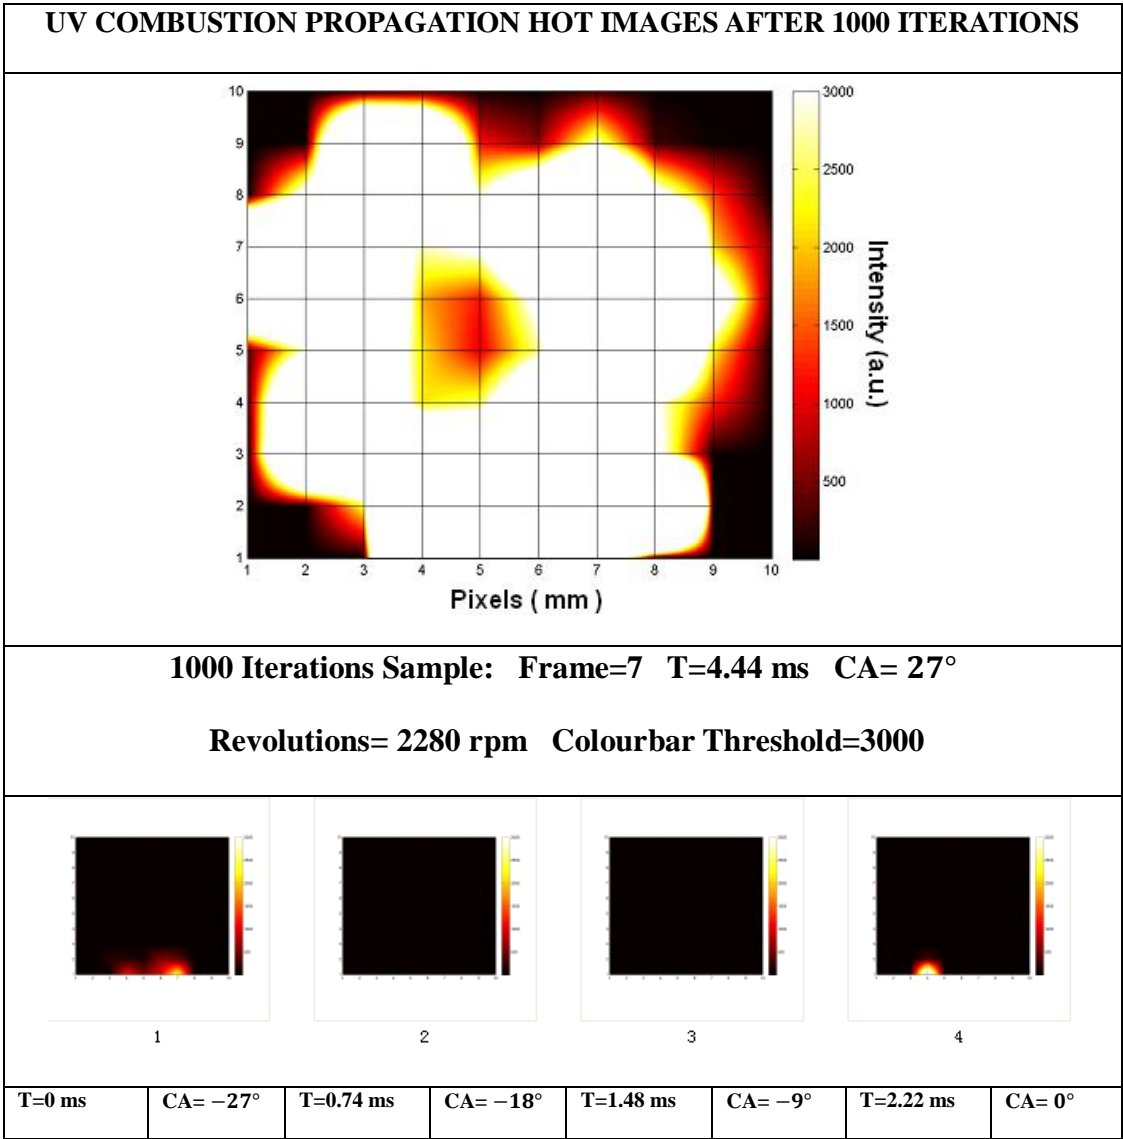 UV COMBUSTION PROPAGATION HOT IMAGES AFTER 1000 ITERATIONS
10
9
8
7
6
5
4
3
2
1
1 2 3 4 5 6 7 8 9 10
Pixels ( mm )
3000
2500
2000
1500
1000
500
Intensity (a.u.)
1000 Iterations Sample: Frame=7 T=4.44 ms CA= 27°
Revolutions= 2280 rpm Colourbar Threshold=3000
1 2 3 4
T=0 ms CA= −27° T=0.74 ms CA= −18° T=1.48 ms CA= −9° T=2.22 ms CA= 0°